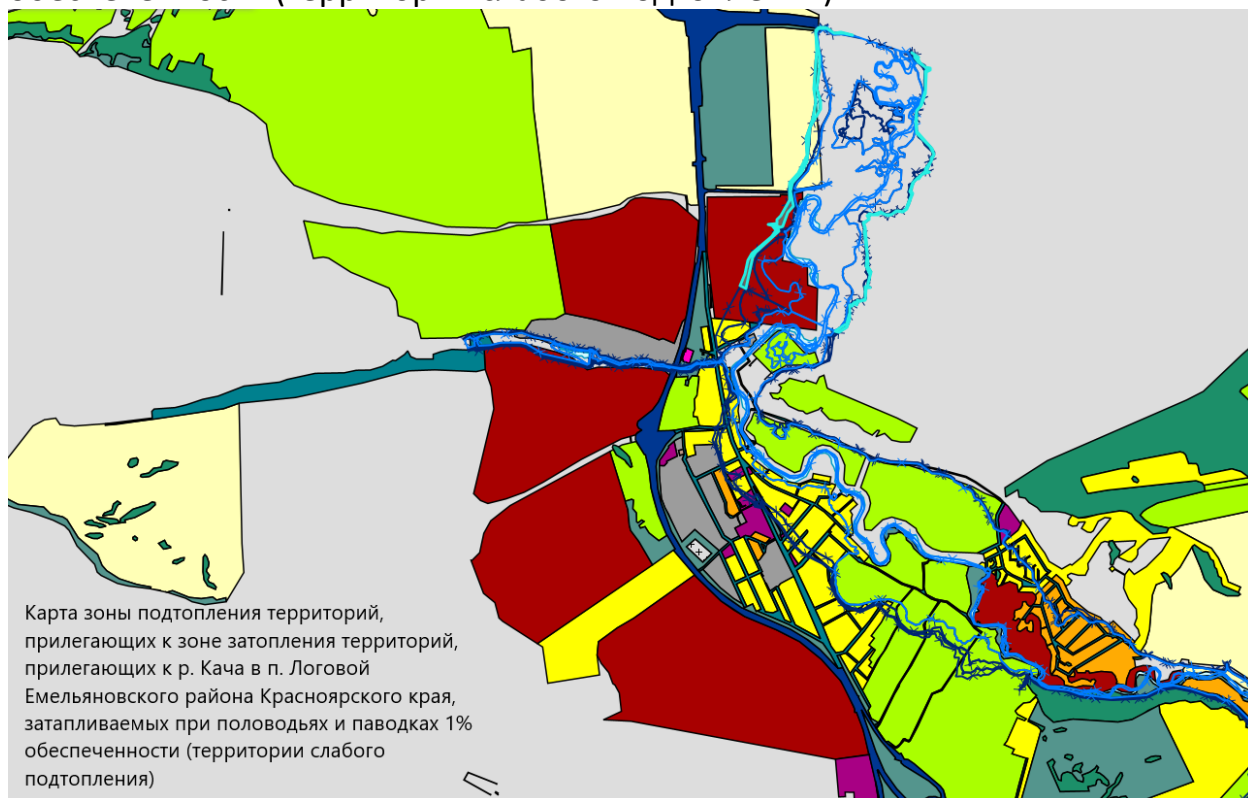 Карта зоны подтопления территорий,
прилегающих к зоне затопления территорий,
прилегающих к р. Кача в п. Логовой
Емельяновского района Красноярского края,
затапливаемых при половодьях и паводках 1%
обеспеченности (территории слабого
подтопления)